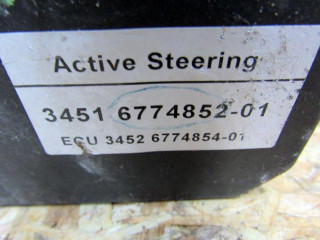 Active Steering
3451 6774852-01
ECU 3452 6774854-01